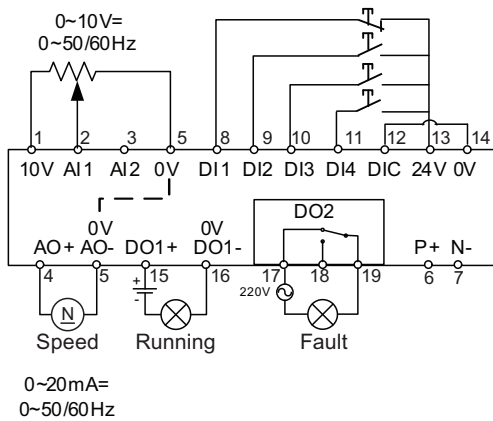 0~10V=
0~50/60Hz
1 2 3 5 8 9 10 11 12 13 14
10V AI1 AI2 0V DI1 DI2 DI3 DI4 DIC 24V 0V
0V 0V DO2
AO+ AO- DO1+ DO1- P+ N-
4 5 15 16 17 18 19 6 7
+
- 220V
N
Speed Running Fault
0~20mA=
0~50/60Hz